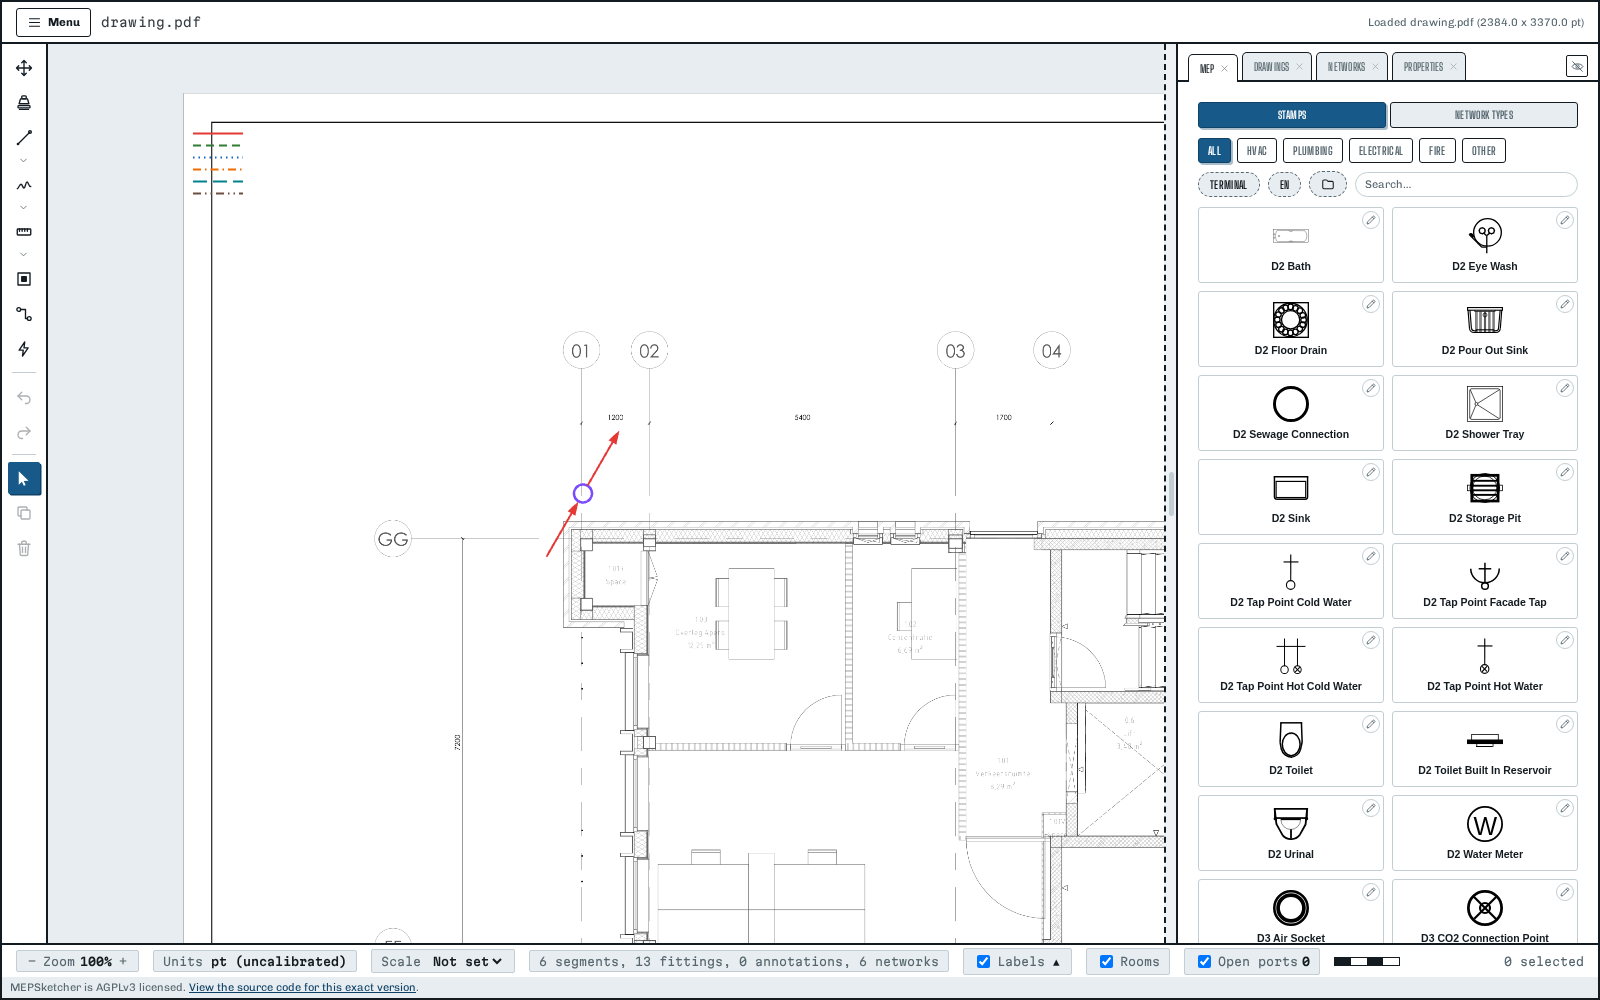 Menu drawing.pdf Loaded drawing.pdf (2384.0 x 3370.0 pt)
MEP DRAWINGS NETWORKS PROPERTIES
STAMPS NETWORK TYPES
ALL HVAC PLUMBING ELECTRICAL FIRE OTHER
TERMINAL EN Search...
D2 Bath D2 Eye Wash
D2 Floor Drain D2 Pour Out Sink
D2 Sewage Connection D2 Shower Tray
D2 Sink D2 Storage Pit
D2 Tap Point Cold Water D2 Tap Point Facade Tap
D2 Tap Point Hot Cold Water D2 Tap Point Hot Water
D2 Toilet D2 Toilet Built In Reservoir
D2 Urinal W D2 Water Meter
D3 Air Socket D3 CO2 Connection Point
01 02 03 04
1200 5400 1700
GG
7200
Space
103
Overleg 4pers
102
101
Verkeersruimte
− Zoom 100% + Units pt (uncalibrated) Scale Not set 6 segments, 13 fittings, 0 annotations, 6 networks Labels ▲ Rooms Open ports 0 0 selected
MEPSketcher is AGPLv3 licensed. View the source code for this exact version.